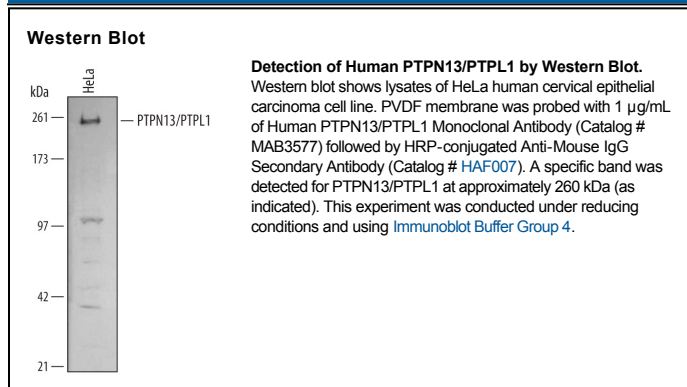 Western Blot
Detection of Human PTPN13/PTPL1 by Western Blot.
Western blot shows lysates of HeLa human cervical epithelial
carcinoma cell line. PVDF membrane was probed with 1 µg/mL
of Human PTPN13/PTPL1 Monoclonal Antibody (Catalog #
MAB3577) followed by HRP-conjugated Anti-Mouse IgG
Secondary Antibody (Catalog # HAF007). A specific band was
detected for PTPN13/PTPL1 at approximately 260 kDa (as
indicated). This experiment was conducted under reducing
conditions and using Immunoblot Buffer Group 4.
HeLa
kDa
261
PTPN13/PTPL1
173
97
42
21